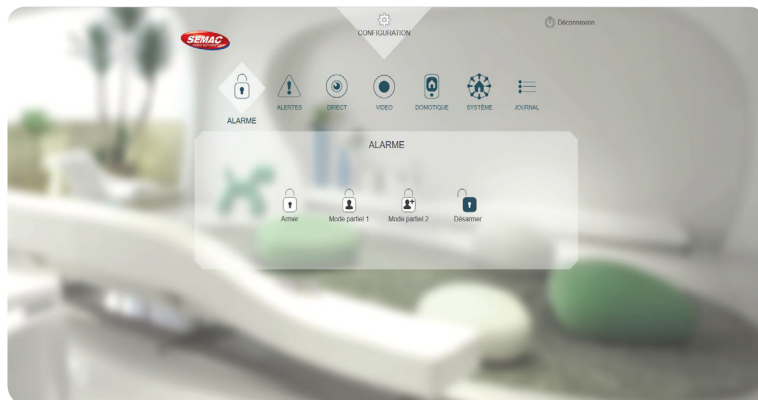 SEMAC
CONFIGURATION
Déconnexion
ALARME
ALERTES
DIRECT
VIDEO
DOMOTIQUE
SYSTÈME
JOURNAL
ALARME
Armer
Mode partiel 1
Mode partiel 2
Désarmer